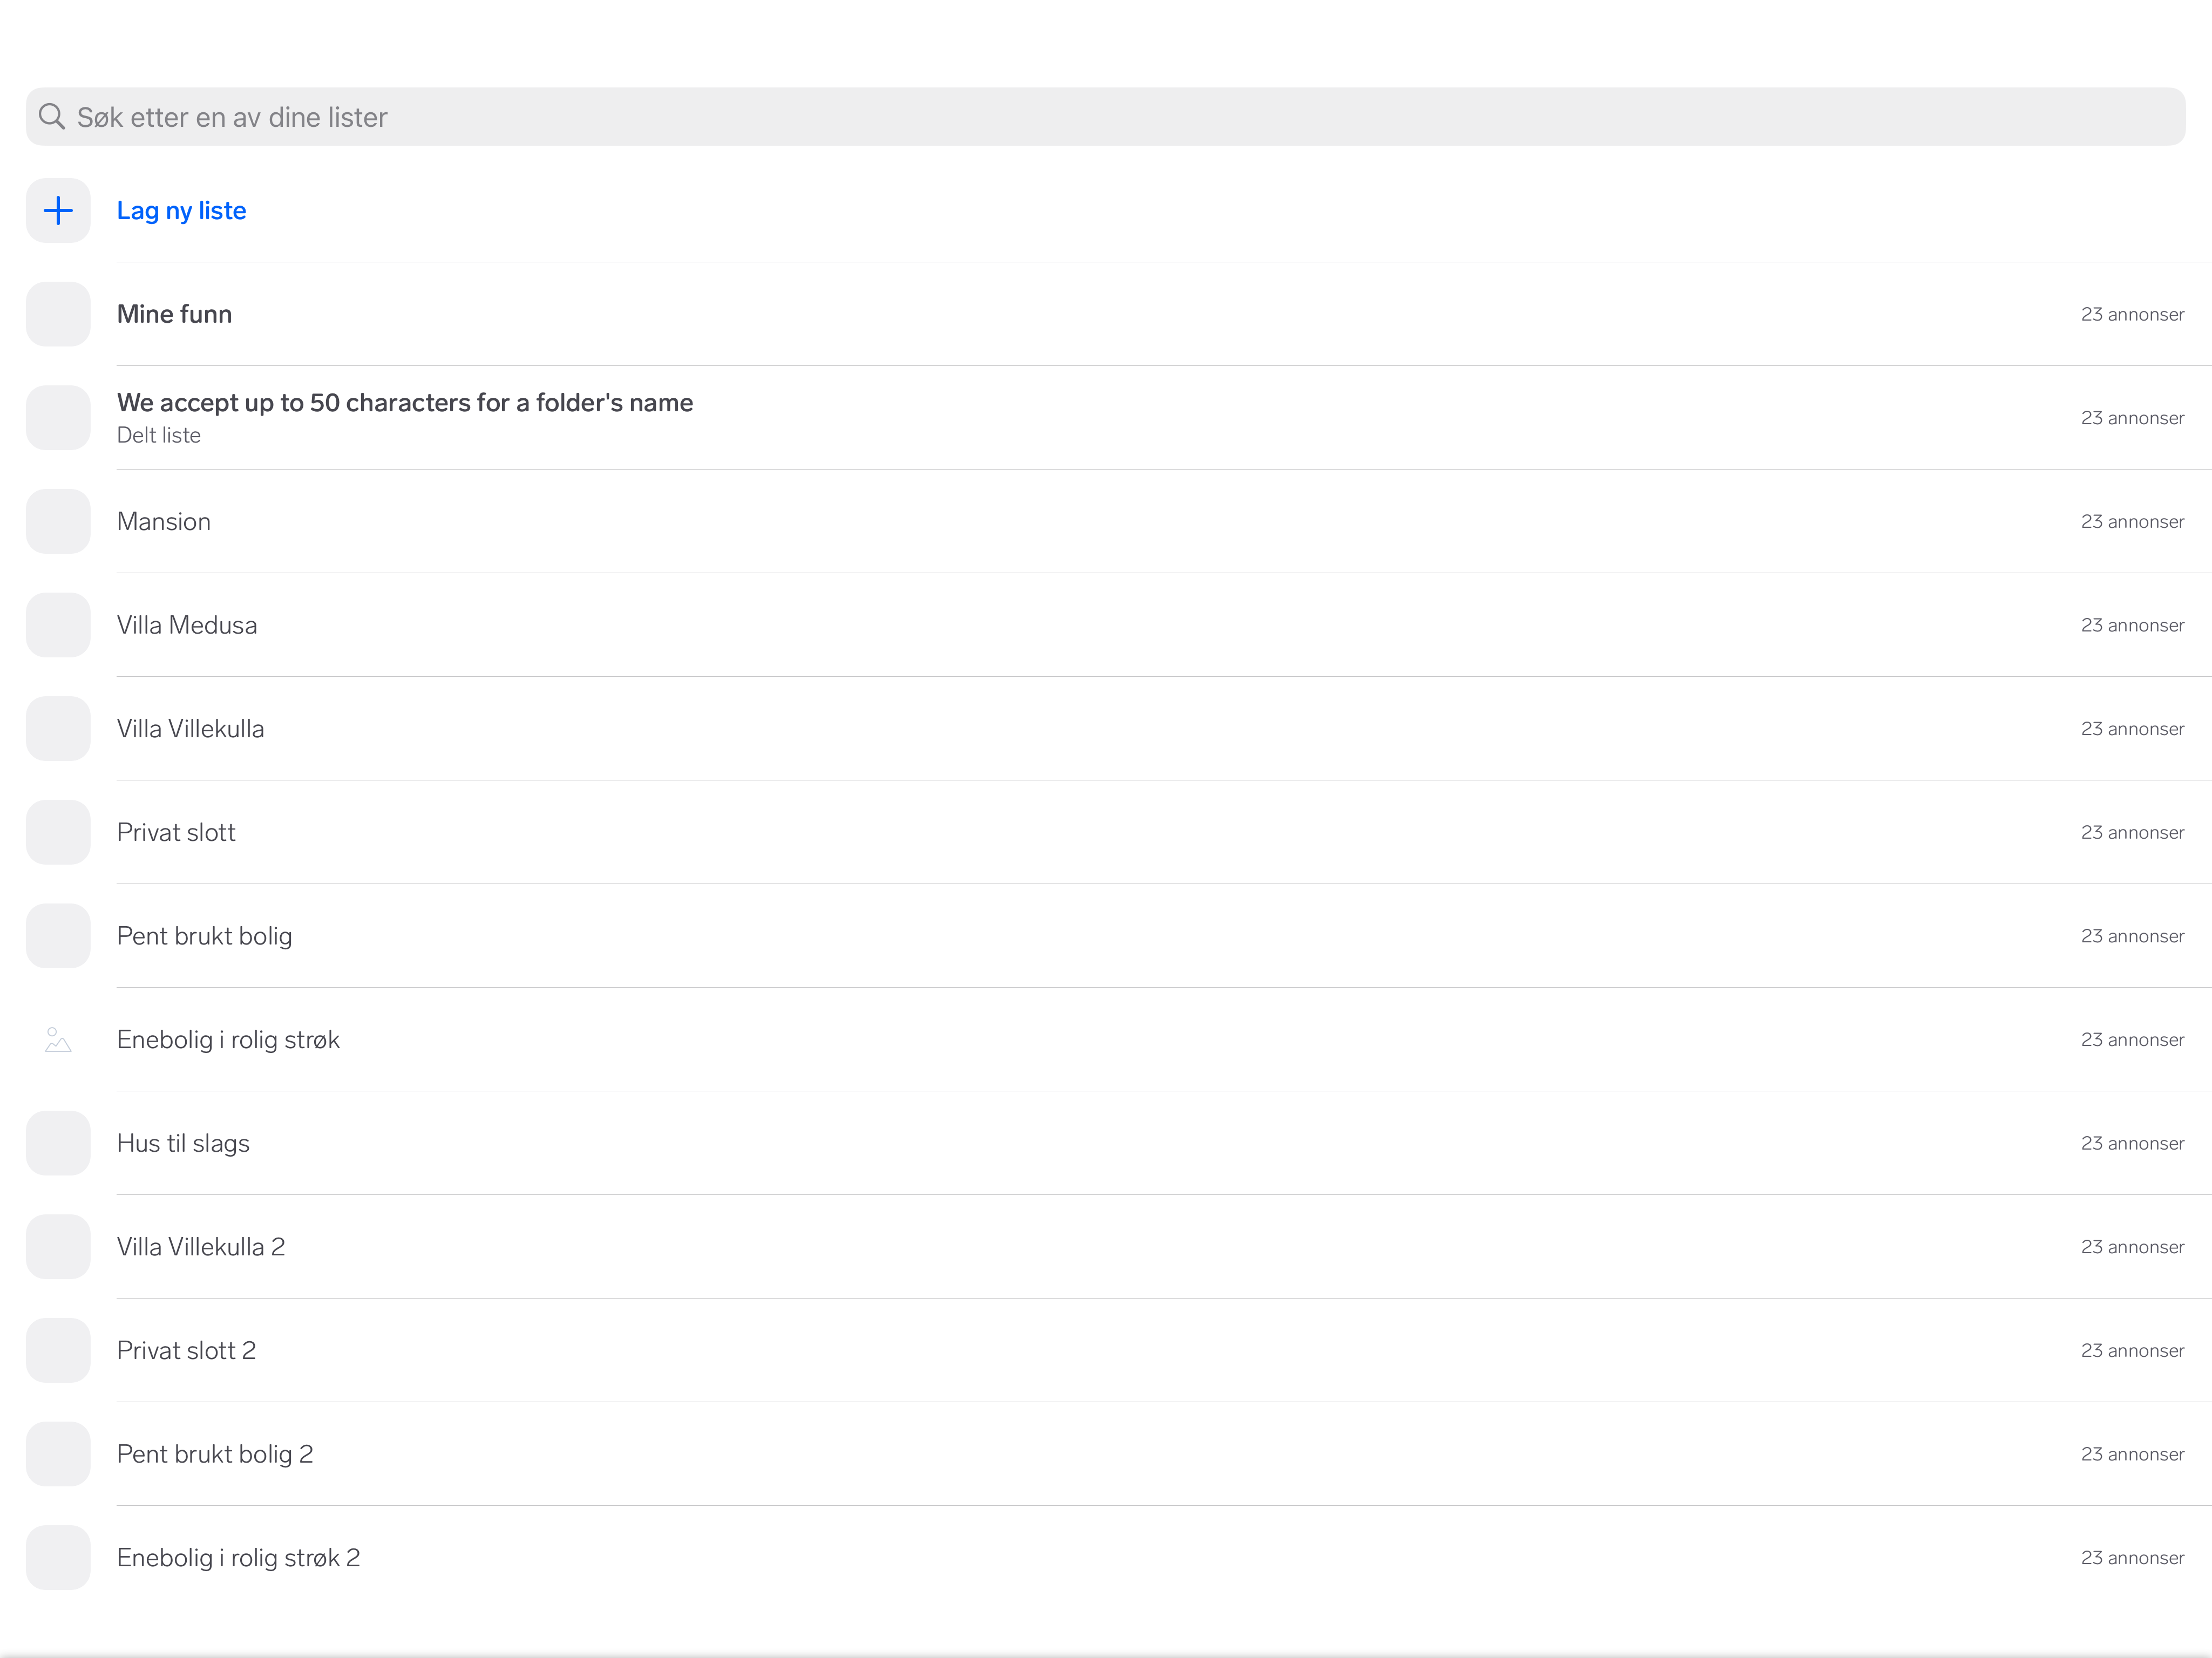 Søk etter en av dine lister
Lag ny liste
Mine funn
23 annonser
We accept up to 50 characters for a folder's name
Delt liste
23 annonser
Mansion
23 annonser
Villa Medusa
23 annonser
Villa Villekulla
23 annonser
Privat slott
23 annonser
Pent brukt bolig
23 annonser
Enebolig i rolig strøk
23 annonser
Hus til slags
23 annonser
Villa Villekulla 2
23 annonser
Privat slott 2
23 annonser
Pent brukt bolig 2
23 annonser
Enebolig i rolig strøk 2
23 annonser